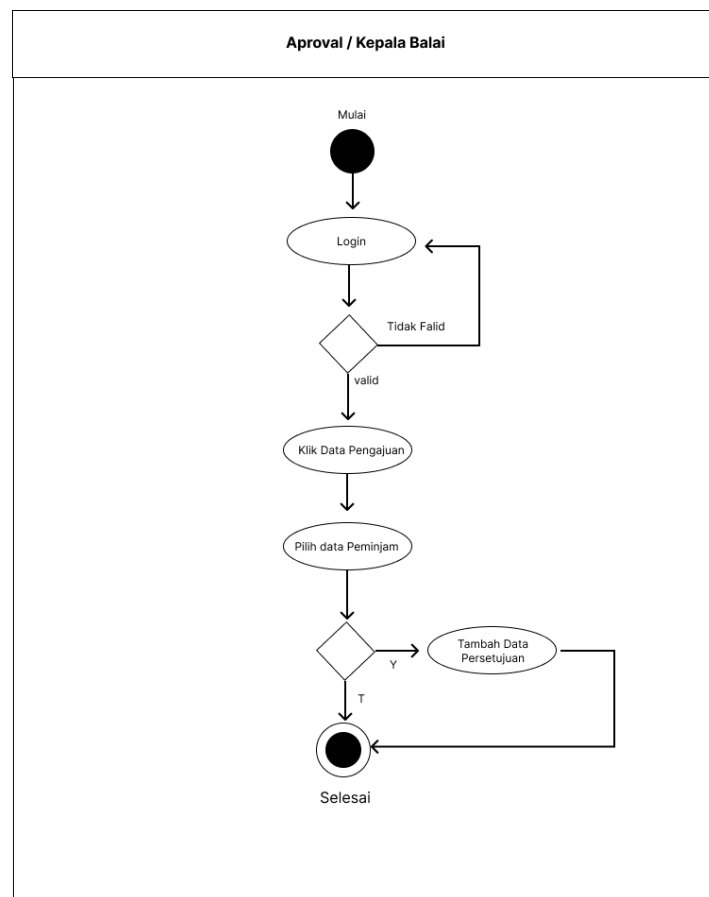 Aproval / Kepala Balai
Mulai
Login
Tidak Falid
valid
Klik Data Pengajuan
Pilih data Peminjam
Tambah Data
Persetujuan
Y
T
Selesai